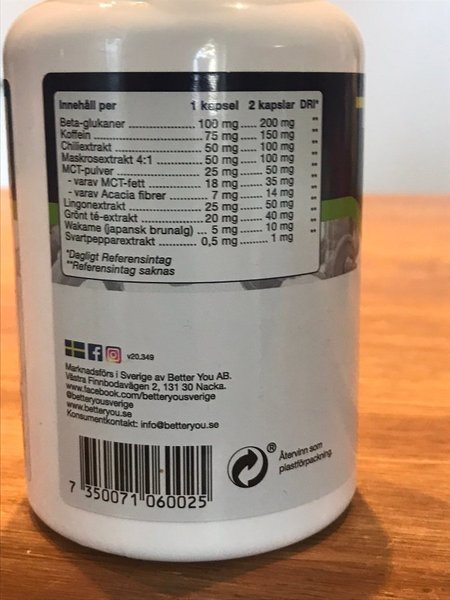 Innehåll per 1 kapsel 2 kapslar DRI*
Beta-glukaner 100 mg 200 mg **
Koffein 75 mg 150 mg **
Chiliextrakt 50 mg 100 mg **
Maskrosextrakt 4:1 50 mg 100 mg **
MCT-pulver 25 mg 50 mg **
- varav MCT-fett 18 mg 35 mg **
- varav Acacia fibrer 7 mg 14 mg **
Lingonextrakt 25 mg 50 mg **
Grönt té-extrakt 20 mg 40 mg **
Wakame (japansk brunalg) 5 mg 10 mg **
Svartpepparextrakt 0,5 mg 1 mg **
*Dagligt Referensintag
**Referensintag saknas
v20.349
Marknadsförs i Sverige av Better You AB.
Västra Finnbodavägen 2, 131 30 Nacka.
www.facebook.com/betteryousverige
@betteryousverige
www.betteryou.se
Konsumentkontakt: info@betteryou.se
7 350071 060025
®
Återvinn som
plastförpackning.